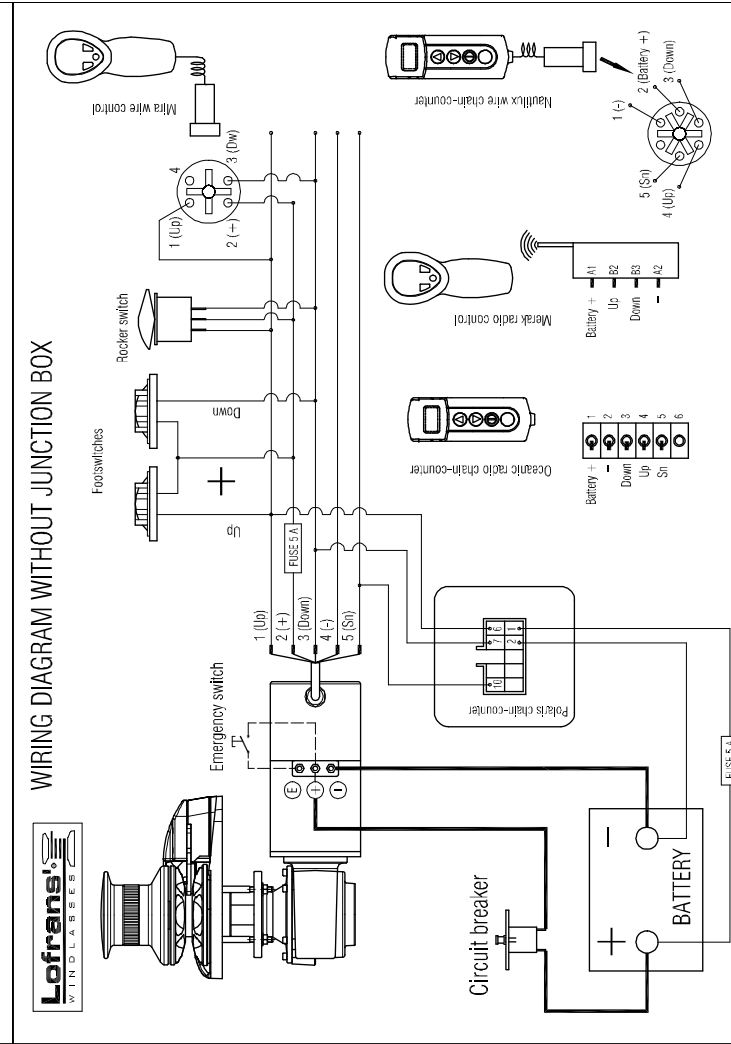 WIRING DIAGRAM WITHOUT JUNCTION BOX
Lofrans'
WINDLASSES
Mira wire control
Nautilux wire chain-counter
1 (Up)
2 (+)
3 (Dw)
4
1 (-)
2 (Battery +)
3 (Down)
4 (Up)
5 (Sn)
Rocker switch
Footswitches
Down
+
Up
Merak radio control
Battery + A1
Up B2
Down B3
– A2
Oceanic radio chain-counter
Battery + 1
– 2
Down 3
Up 4
Sn 5
6
FUSE 5 A
1 (Up)
2 (+)
3 (Down)
4 (-)
5 (Sn)
Emergency switch
E
+
–
Polaris chain-counter
6
7
10
1
2
Circuit breaker
+
–
BATTERY
FUSE 5 A